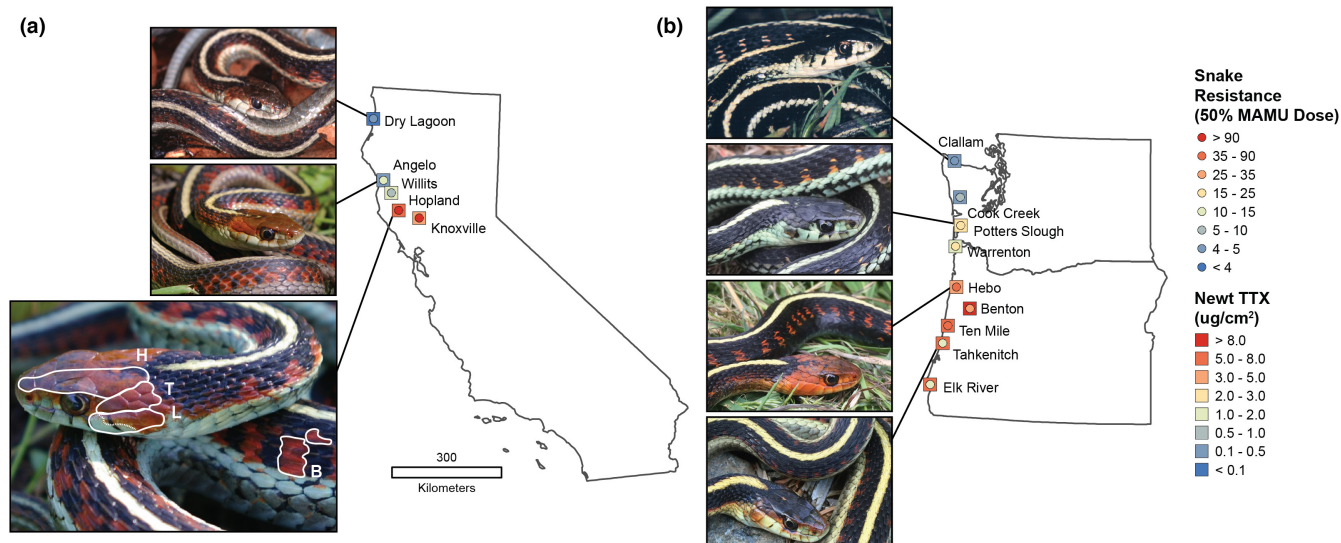 (a)
Dry Lagoon
Angelo
Willits
Hopland
Knoxville
H
T
L
B
300
Kilometers
(b)
Clallam
Cook Creek
Potters Slough
Warrenton
Hebo
Benton
Ten Mile
Tahkenitch
Elk River
Snake
Resistance
(50% MAMU Dose)
> 90
35 - 90
25 - 35
15 - 25
10 - 15
5 - 10
4 - 5
< 4
Newt TTX
(ug/cm²)
> 8.0
5.0 - 8.0
3.0 - 5.0
2.0 - 3.0
1.0 - 2.0
0.5 - 1.0
0.1 - 0.5
< 0.1